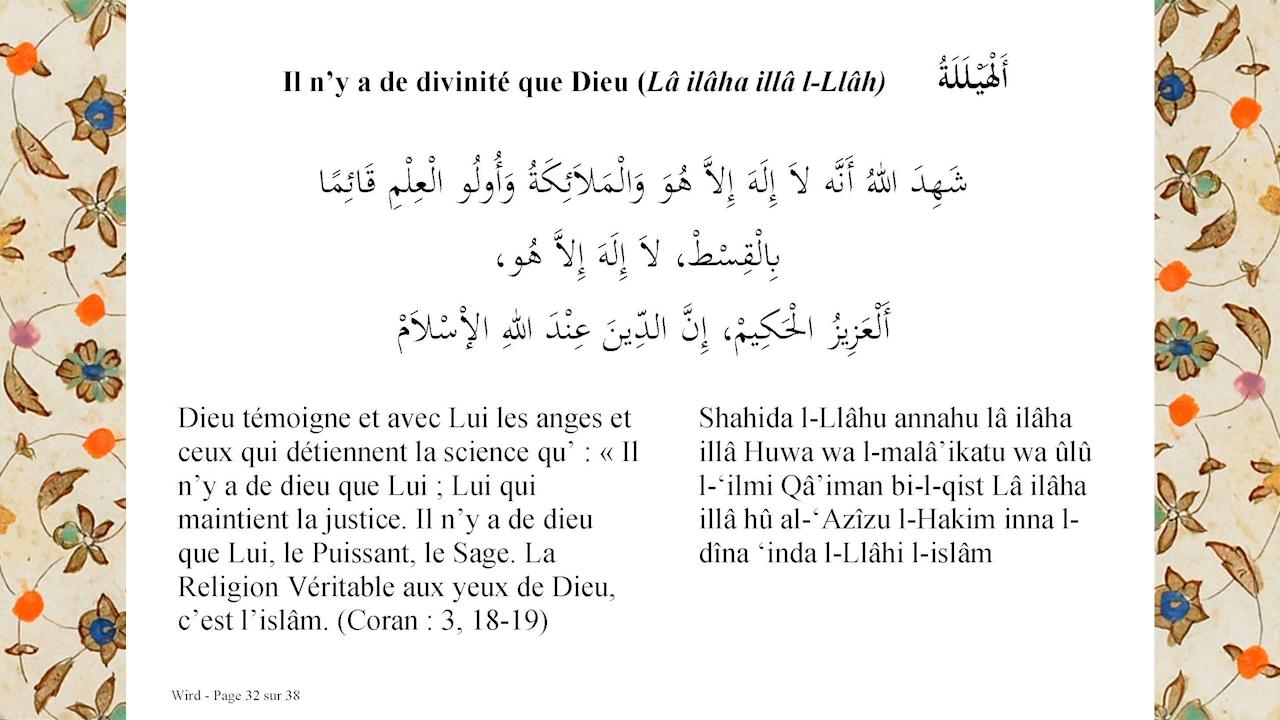 Il n’y a de divinité que Dieu (Lâ ilâha illâ l-Llâh) أَلْهَيْلَلَةُ
شَهِدَ اللهُ أَنَّه لاَ إِلَهَ إِلاَّ هُوَ وَالْمَلاَئِكَةُ وَأُولُو الْعِلْمِ قَائِمًا
بِالْقِسْطْ، لاَ إِلَهَ إِلاَّ هُو،
أَلْعَزِيزُ الْحَكِيمْ، إِنَّ الدِّينَ عِنْدَ اللهِ الإْسْلاَمْ
Dieu témoigne et avec Lui les anges et
ceux qui détiennent la science qu’ : « Il
n’y a de dieu que Lui ; Lui qui
maintient la justice. Il n’y a de dieu
que Lui, le Puissant, le Sage. La
Religion Véritable aux yeux de Dieu,
c’est l’islâm. (Coran : 3, 18-19)
Shahida l-Llâhu annahu lâ ilâha
illâ Huwa wa l-malâ’ikatu wa ûlû
l-‘ilmi Qâ’iman bi-l-qist Lâ ilâha
illâ hû al-‘Azîzu l-Hakim inna l-
dîna ‘inda l-Llâhi l-islâm
Wird - Page 32 sur 38